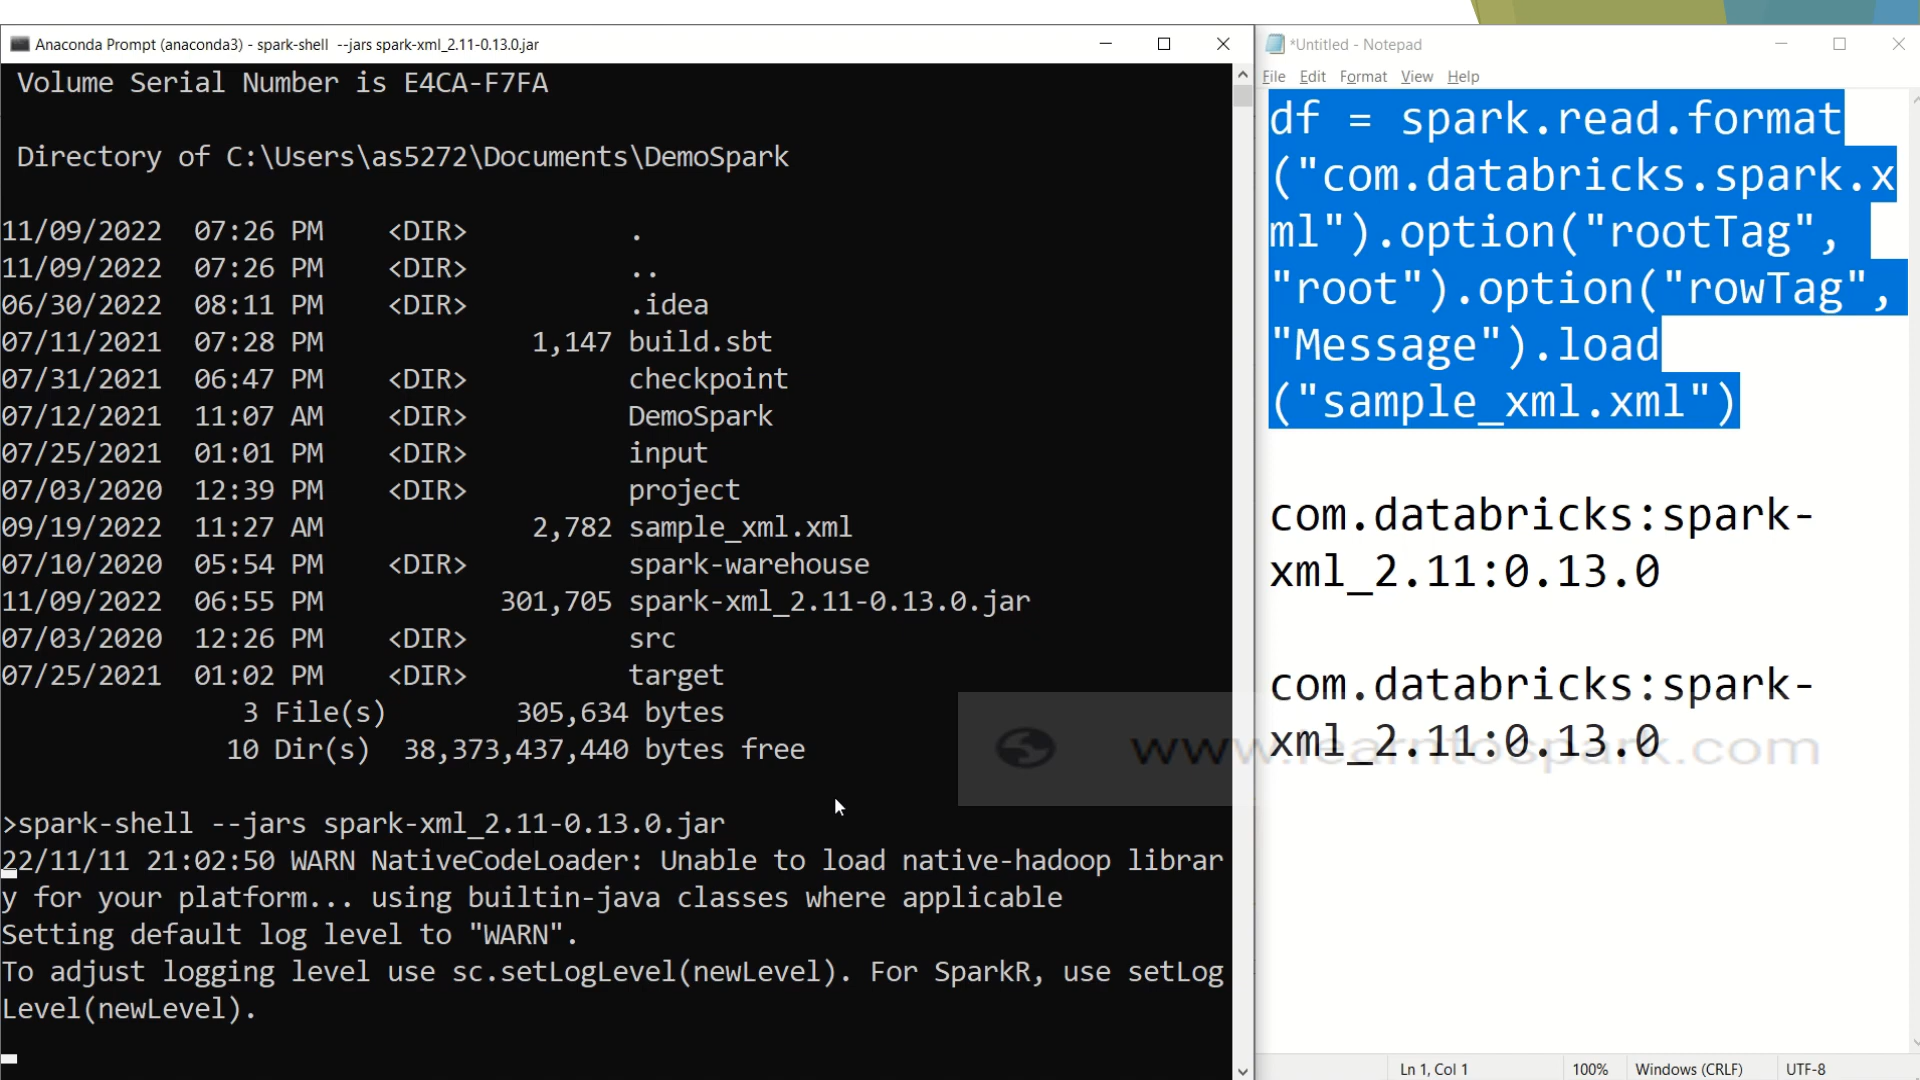 Anaconda Prompt (anaconda3) - spark-shell --jars spark-xml_2.11-0.13.0.jar
Volume Serial Number is E4CA-F7FA
Directory of C:\Users\as5272\Documents\DemoSpark
11/09/2022 07:26 PM <DIR> .
11/09/2022 07:26 PM <DIR> ..
06/30/2022 08:11 PM <DIR> .idea
07/11/2021 07:28 PM 1,147 build.sbt
07/31/2021 06:47 PM <DIR> checkpoint
07/12/2021 11:07 AM <DIR> DemoSpark
07/25/2021 01:01 PM <DIR> input
07/03/2020 12:39 PM <DIR> project
09/19/2022 11:27 AM 2,782 sample_xml.xml
07/10/2020 05:54 PM <DIR> spark-warehouse
11/09/2022 06:55 PM 301,705 spark-xml_2.11-0.13.0.jar
07/03/2020 12:26 PM <DIR> src
07/25/2021 01:02 PM <DIR> target
3 File(s) 305,634 bytes
10 Dir(s) 38,373,437,440 bytes free
>spark-shell --jars spark-xml_2.11-0.13.0.jar
22/11/11 21:02:50 WARN NativeCodeLoader: Unable to load native-hadoop librar
y for your platform... using builtin-java classes where applicable
Setting default log level to "WARN".
To adjust logging level use sc.setLogLevel(newLevel). For SparkR, use setLog
Level(newLevel).
*Untitled - Notepad
File Edit Format View Help
df = spark.read.format
("com.databricks.spark.x
ml").option("rootTag",
"root").option("rowTag",
"Message").load
("sample_xml.xml")
com.databricks:spark-
xml_2.11:0.13.0
com.databricks:spark-
xml_2.11:0.13.0
www.learntospark.com
Ln 1, Col 1 100% Windows (CRLF) UTF-8